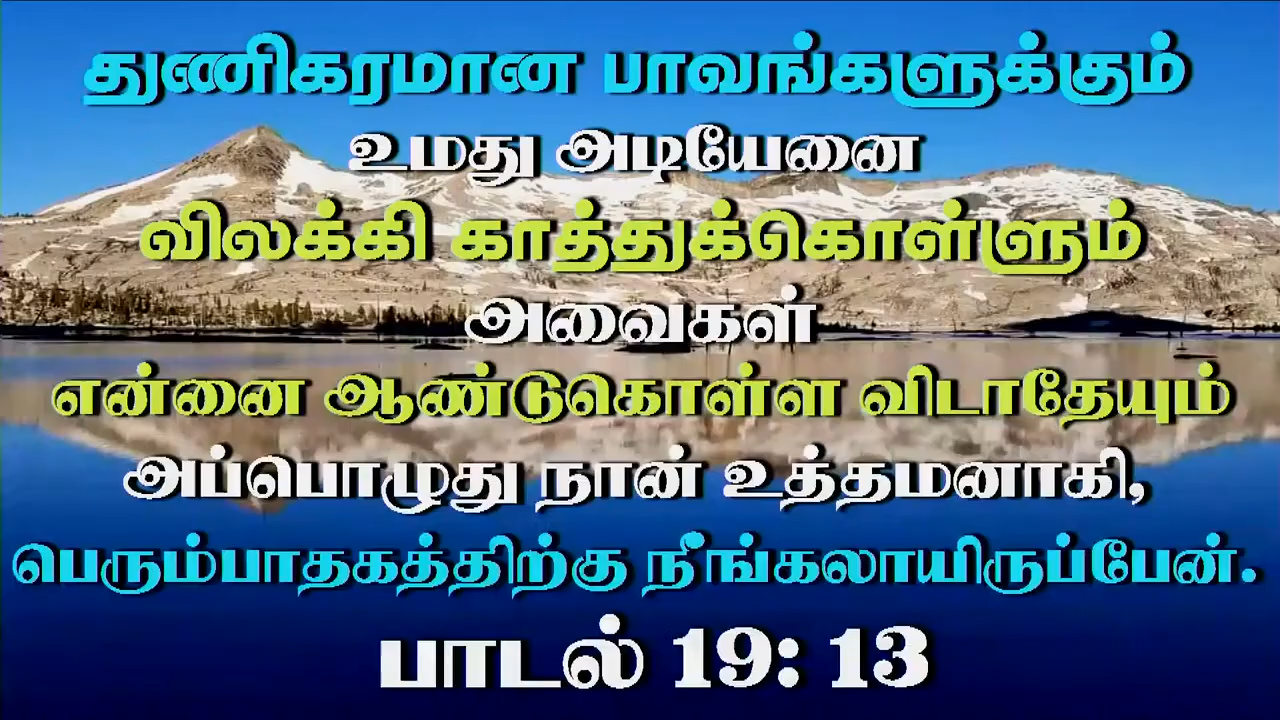 துணிகரமான பாவங்களுக்கும்
உமது அடியேனை
விலக்கி காத்துக்கொள்ளும்
அவைகள்
என்னை ஆண்டுகொள்ள விடாதேயும்
அப்பொழுது நான் உத்தமனாகி,
பெரும்பாதகத்திற்கு நீங்கலாயிருப்பேன்.
பாடல் 19: 13